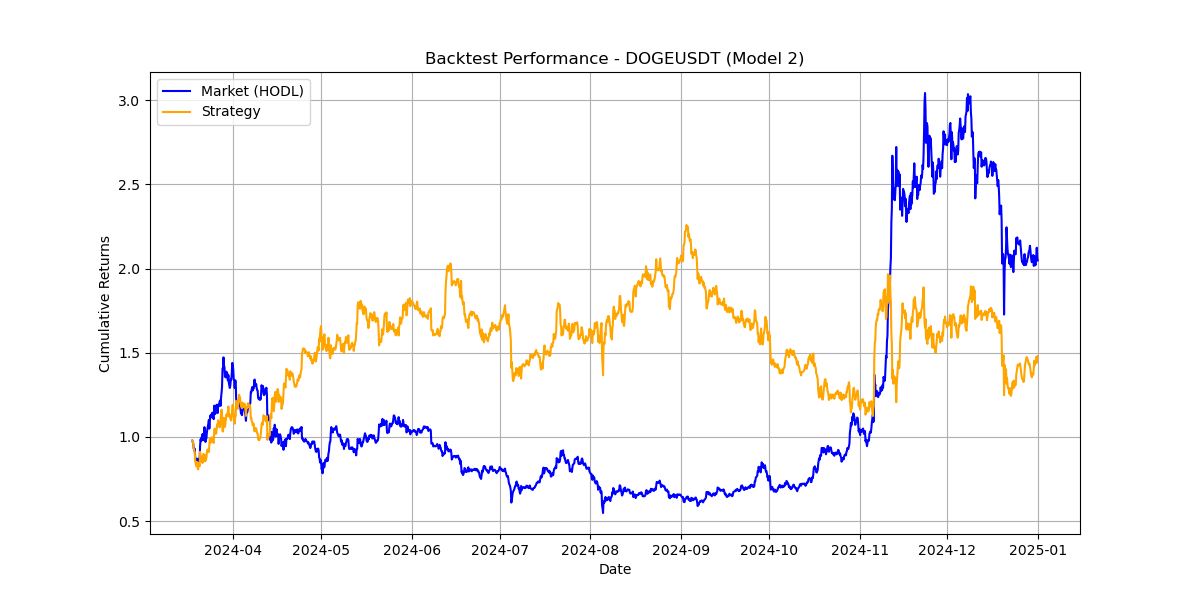 Backtest Performance - DOGEUSDT (Model 2)
Market (HODL)
Strategy
Cumulative Returns
3.0
2.5
2.0
1.5
1.0
0.5
2024-04 2024-05 2024-06 2024-07 2024-08 2024-09 2024-10 2024-11 2024-12 2025-01
Date